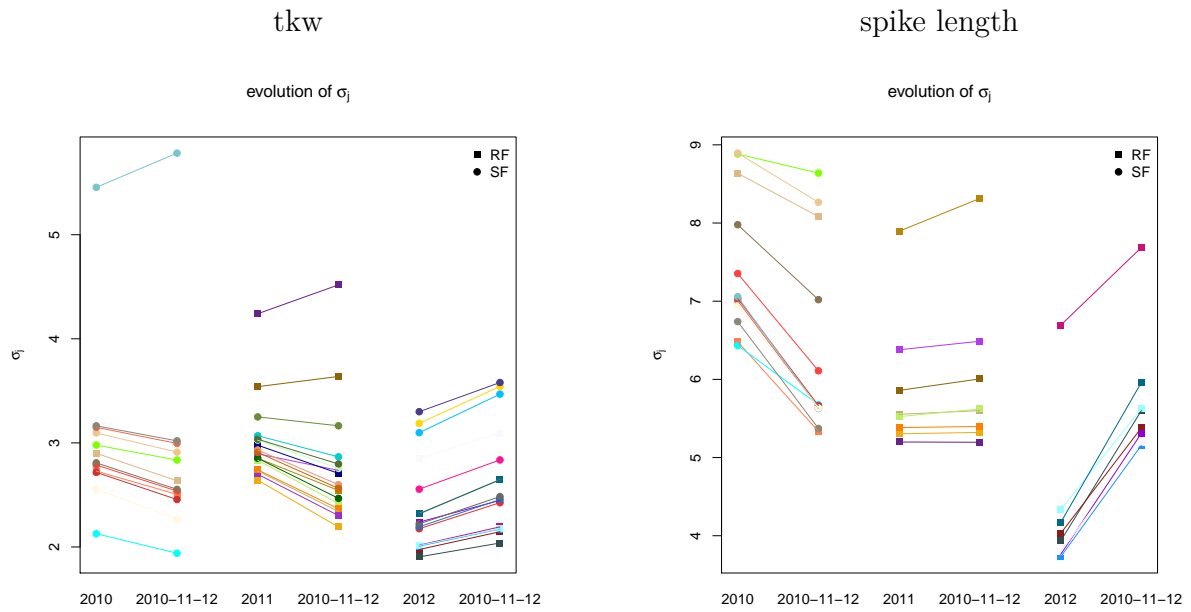 tkw
evolution of σj
RF
SF
5
4
3
2
σj
2010 2010–11–12 2011 2010–11–12 2012 2010–11–12
spike length
evolution of σj
RF
SF
9
8
7
6
5
4
σj
2010 2010–11–12 2011 2010–11–12 2012 2010–11–12